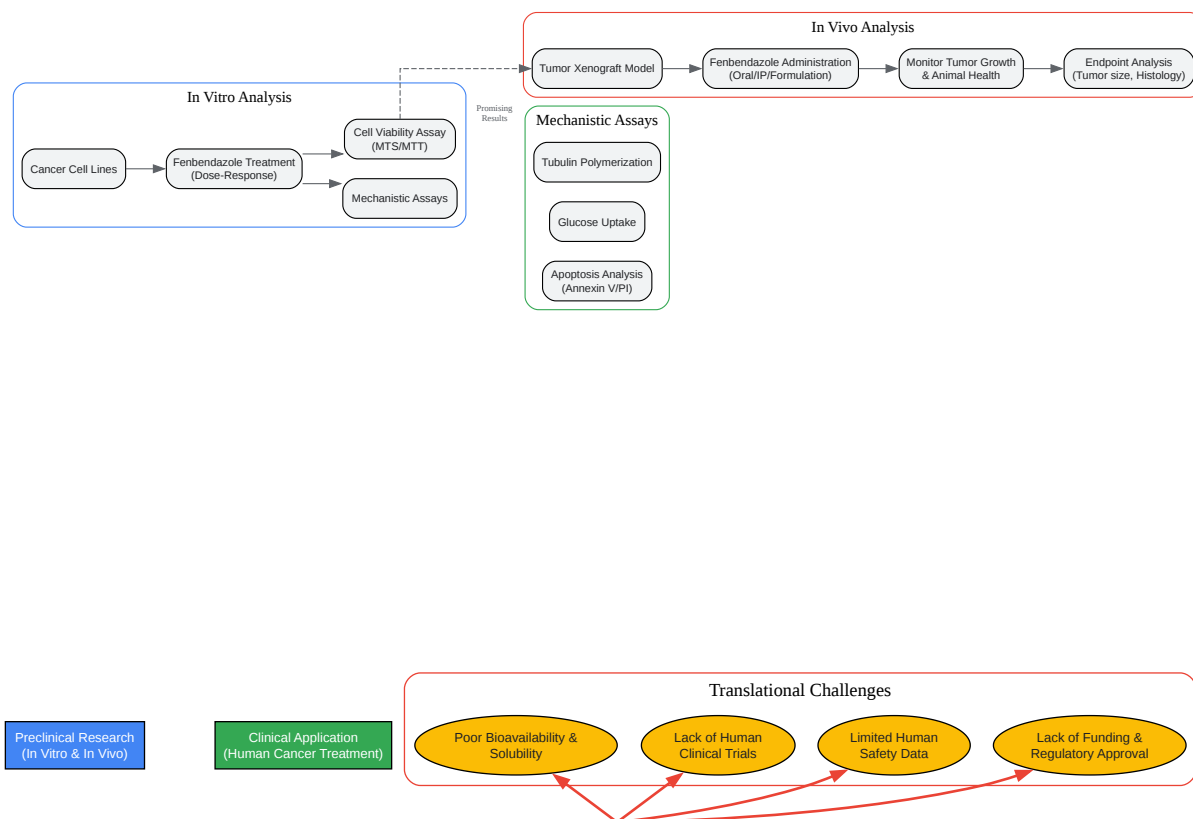 In Vivo Analysis
Tumor Xenograft Model
Fenbendazole Administration
(Oral/IP/Formulation)
Monitor Tumor Growth
& Animal Health
Endpoint Analysis
(Tumor size, Histology)
In Vitro Analysis
Cancer Cell Lines
Fenbendazole Treatment
(Dose-Response)
Cell Viability Assay
(MTS/MTT)
Mechanistic Assays
Promising
Results
Mechanistic Assays
Tubulin Polymerization
Glucose Uptake
Apoptosis Analysis
(Annexin V/PI)
Preclinical Research
(In Vitro & In Vivo)
Clinical Application
(Human Cancer Treatment)
Translational Challenges
Poor Bioavailability &
Solubility
Lack of Human
Clinical Trials
Limited Human
Safety Data
Lack of Funding &
Regulatory Approval